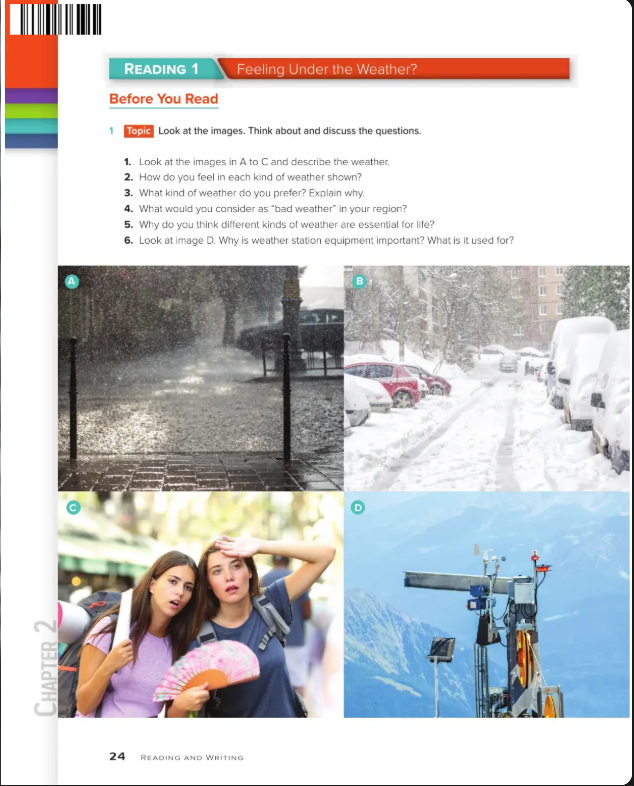 READING 1
Feeling Under the Weather?
Before You Read
1 Topic Look at the images. Think about and discuss the questions.
1. Look at the images in A to C and describe the weather.
2. How do you feel in each kind of weather shown?
3. What kind of weather do you prefer? Explain why.
4. What would you consider as “bad weather” in your region?
5. Why do you think different kinds of weather are essential for life?
6. Look at image D. Why is weather station equipment important? What is it used for?
A
B
C
D
CHAPTER 2
24 READING AND WRITING